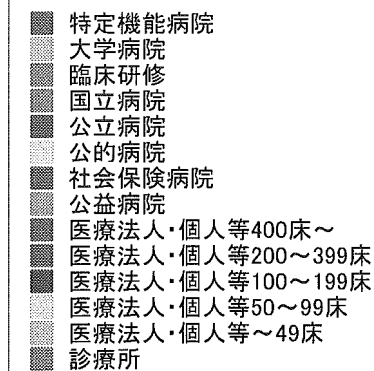 特定機能病院
大学病院
臨床研修
国立病院
公立病院
公的病院
社会保険病院
公益病院
医療法人・個人等400床～
医療法人・個人等200～399床
医療法人・個人等100～199床
医療法人・個人等50～99床
医療法人・個人等～49床
診療所